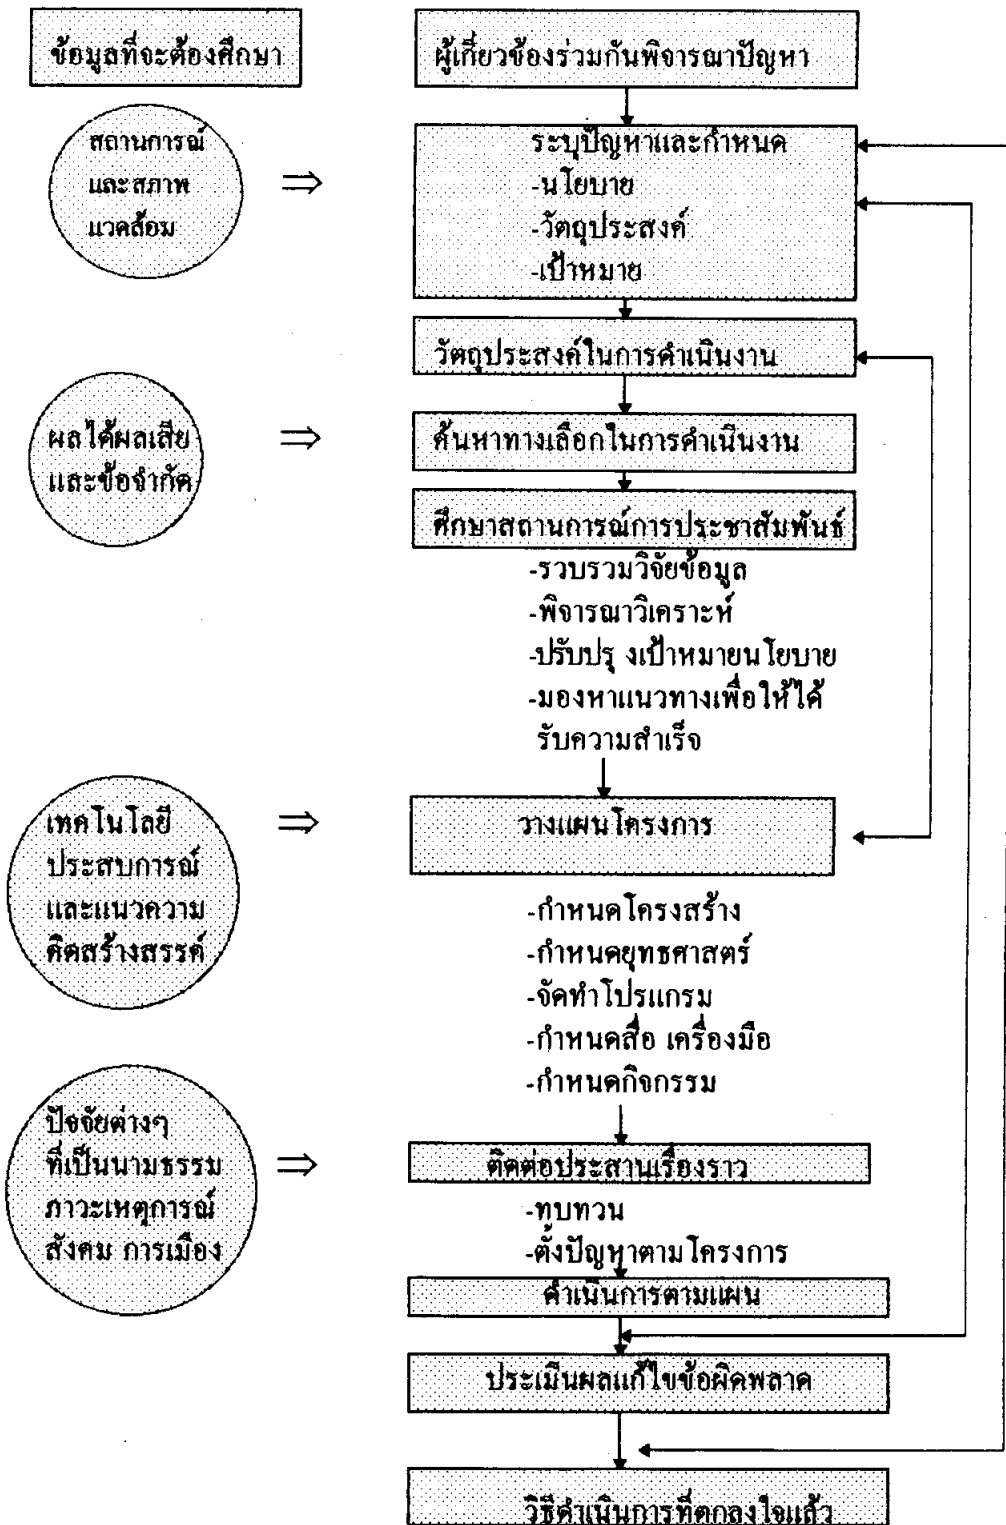 ข้อมูลที่จะต้องศึกษา
ผู้เกี่ยวข้องร่วมกันพิจารณาปัญหา
สถานการณ์
และสภาพ
แวดล้อม
ระบุปัญหาและกำหนด
-นโยบาย
-วัตถุประสงค์
-เป้าหมาย
วัตถุประสงค์ในการดำเนินงาน
ผลได้ผลเสีย
และข้อจำกัด
ค้นหาทางเลือกในการดำเนินงาน
ศึกษาสถานการณ์การประชาสัมพันธ์
-รวบรวมวิจัยข้อมูล
-พิจารณาวิเคราะห์
-ปรับปรุ งเป้าหมายนโยบาย
-มองหาแนวทางเพื่อให้ได้
รับความสำเร็จ
เทคโนโลยี
ประสบการณ์
และแนวความ
คิดสร้างสรรค์
วางแผนโครงการ
-กำหนดโครงสร้าง
-กำหนดยุทธศาสตร์
-จัดทำโปรแกรม
-กำหนดสื่อ เครื่องมือ
-กำหนดกิจกรรม
ปัจจัยต่างๆ
ที่เป็นนามธรรม
ภาวะเหตุการณ์
สังคม การเมือง
ติดต่อประสานเรื่องราว
-ทบทวน
-ตั้งปัญหาตามโครงการ
ดำเนินการตามแผน
ประเมินผลแก้ไขข้อผิดพลาด
วิธีดำเนินการที่ตกลงใจแล้ว